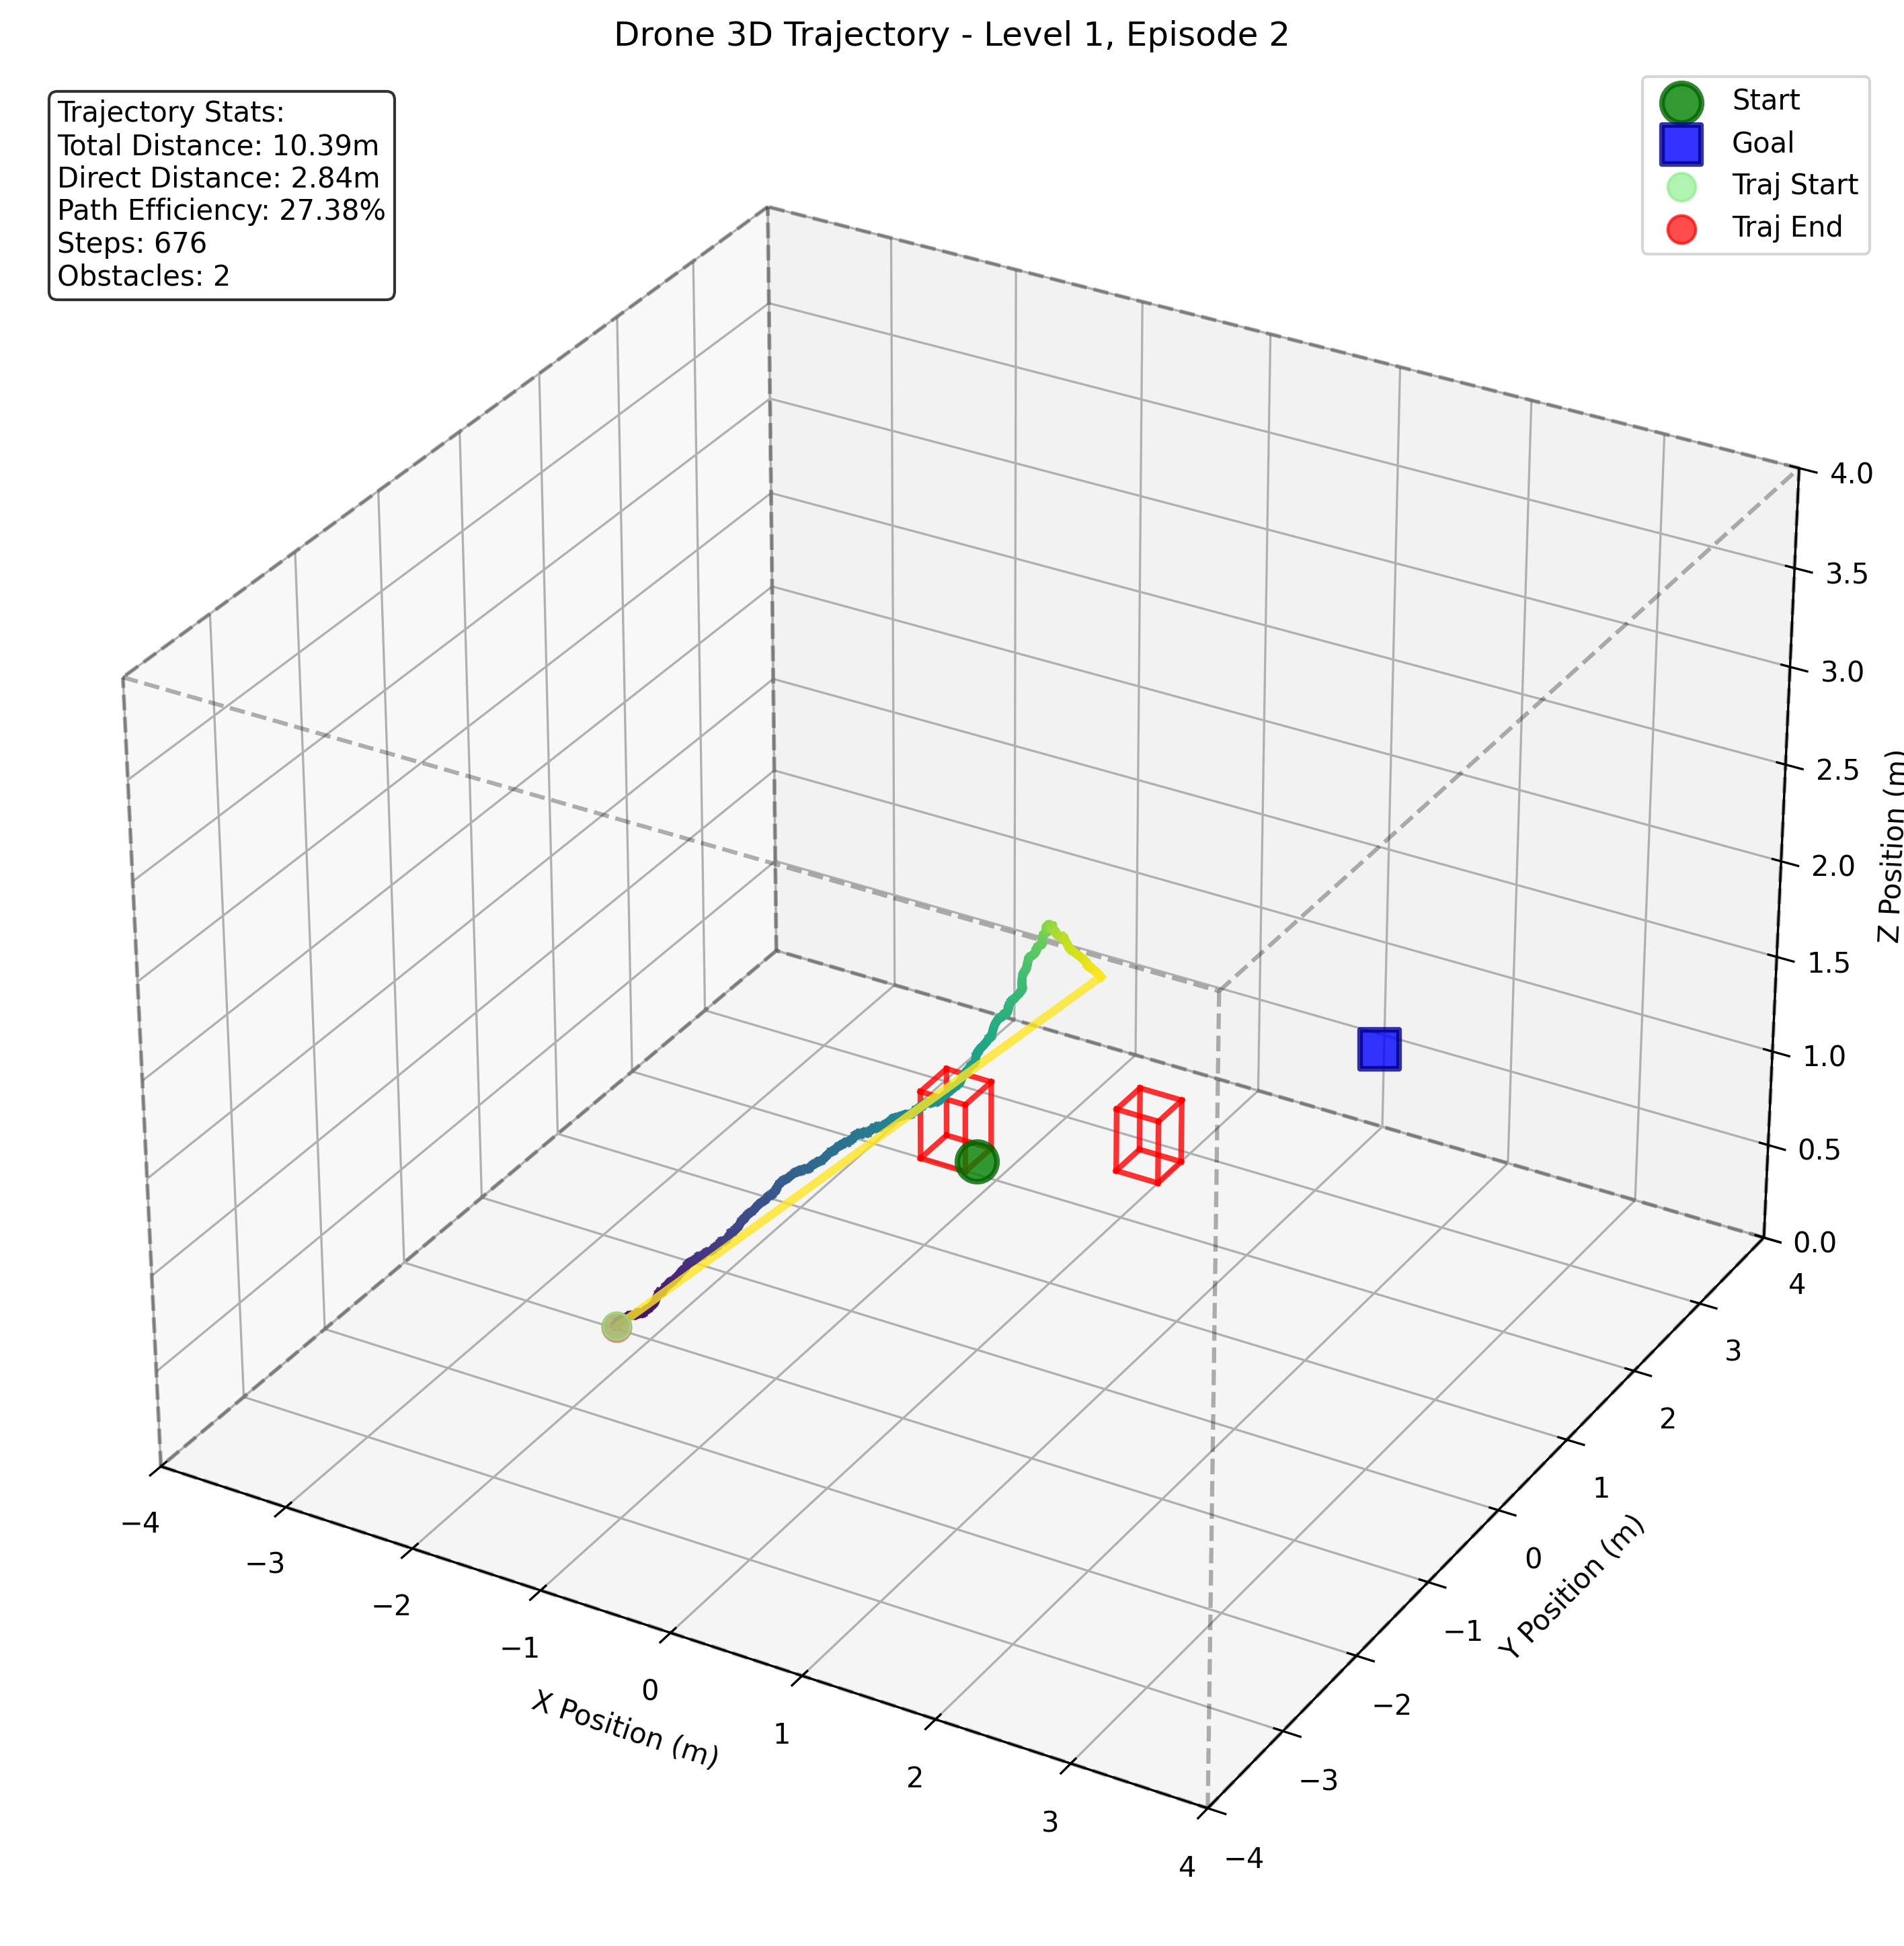 Drone 3D Trajectory - Level 1, Episode 2
Trajectory Stats:
Total Distance: 10.39m
Direct Distance: 2.84m
Path Efficiency: 27.38%
Steps: 676
Obstacles: 2
Start
Goal
Traj Start
Traj End
4.0
3.5
3.0
2.5
2.0
1.5
1.0
0.5
0.0
Z Position (m)
4
3
2
1
0
−1
−2
−3
−4
Y Position (m)
−4
−3
−2
−1
0
1
2
3
4
X Position (m)